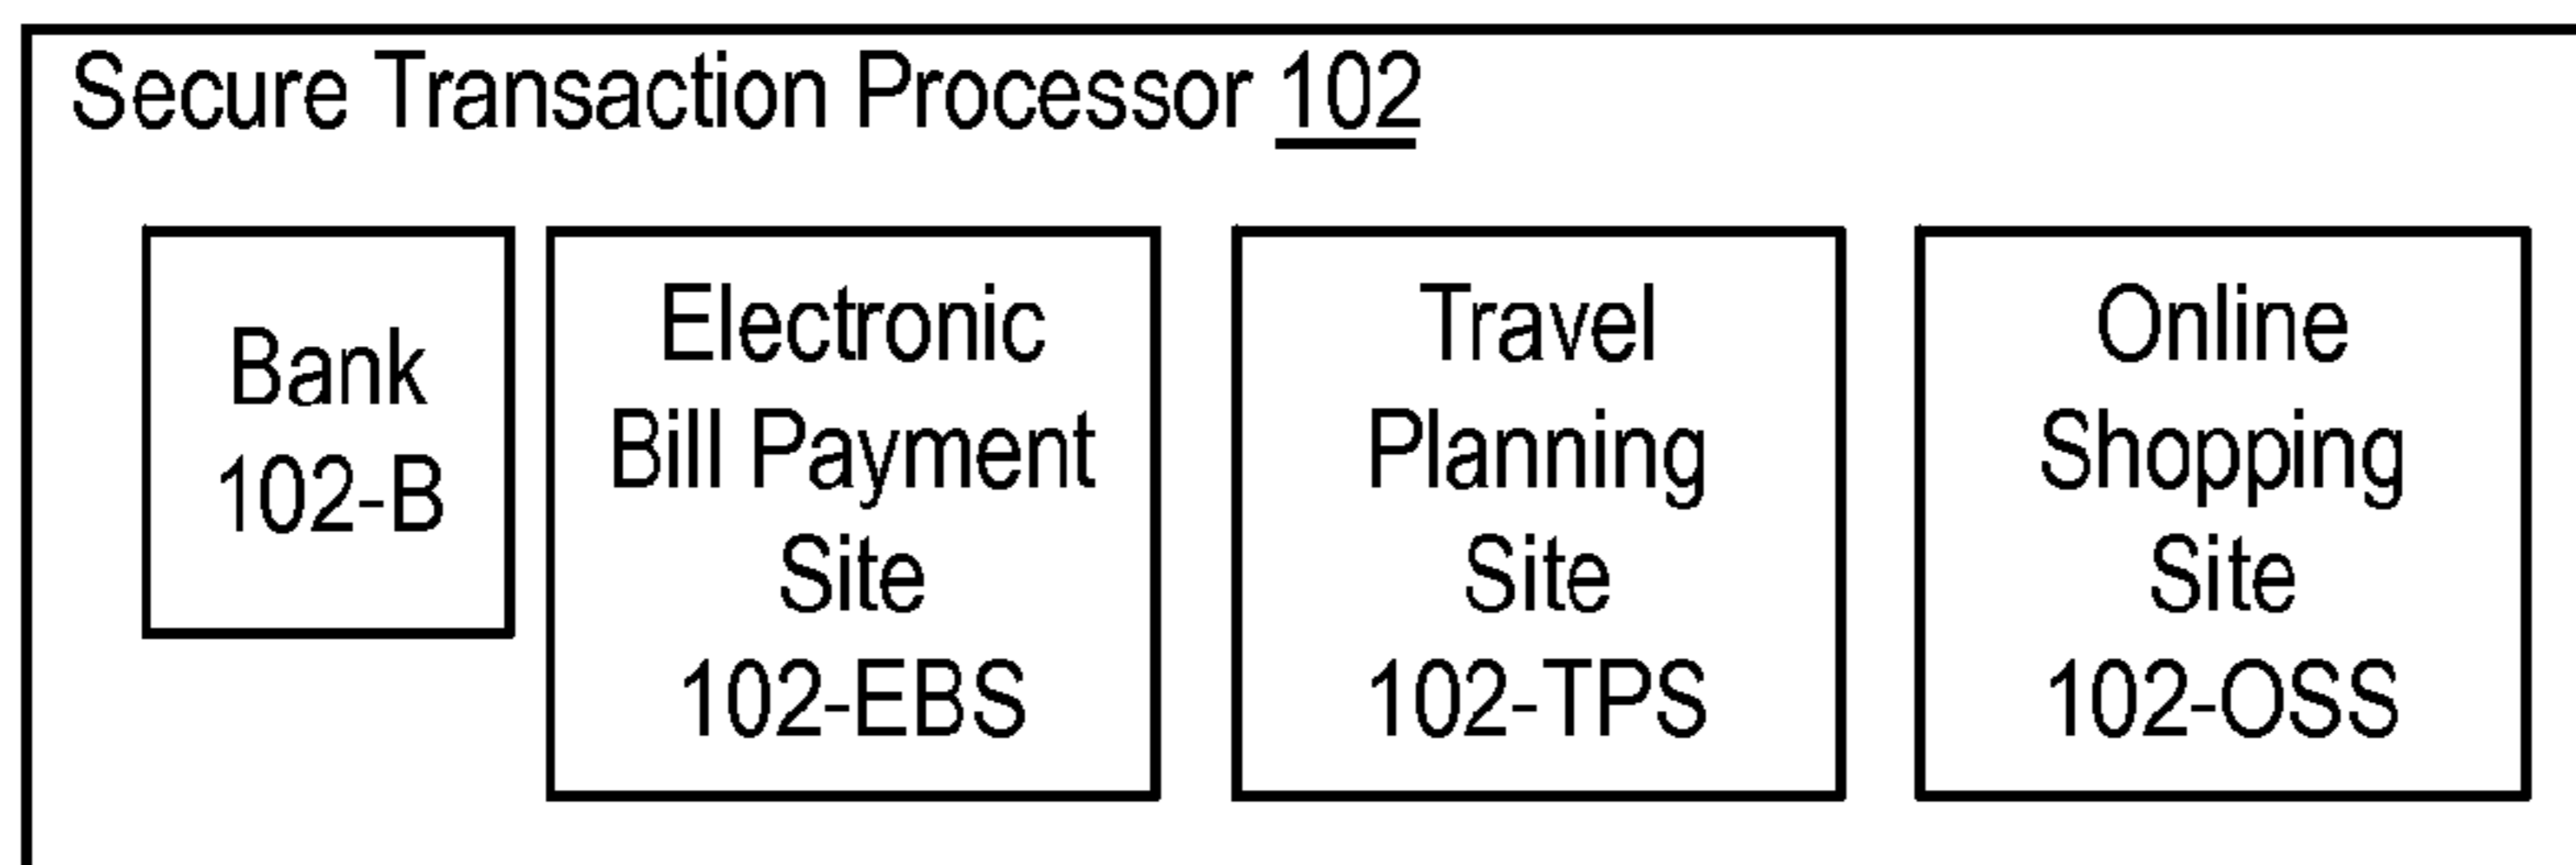 Secure Transaction Processor 102
Bank
102-B
Electronic
Bill Payment
Site
102-EBS
Travel
Planning
Site
102-TPS
Online
Shopping
Site
102-OSS